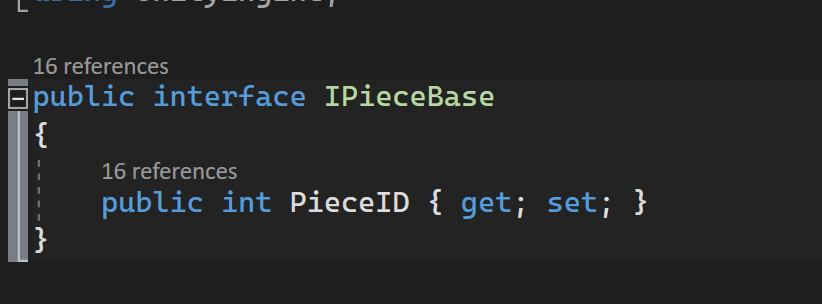 16 references
public interface IPieceBase
{
16 references
public int PieceID { get; set; }
}